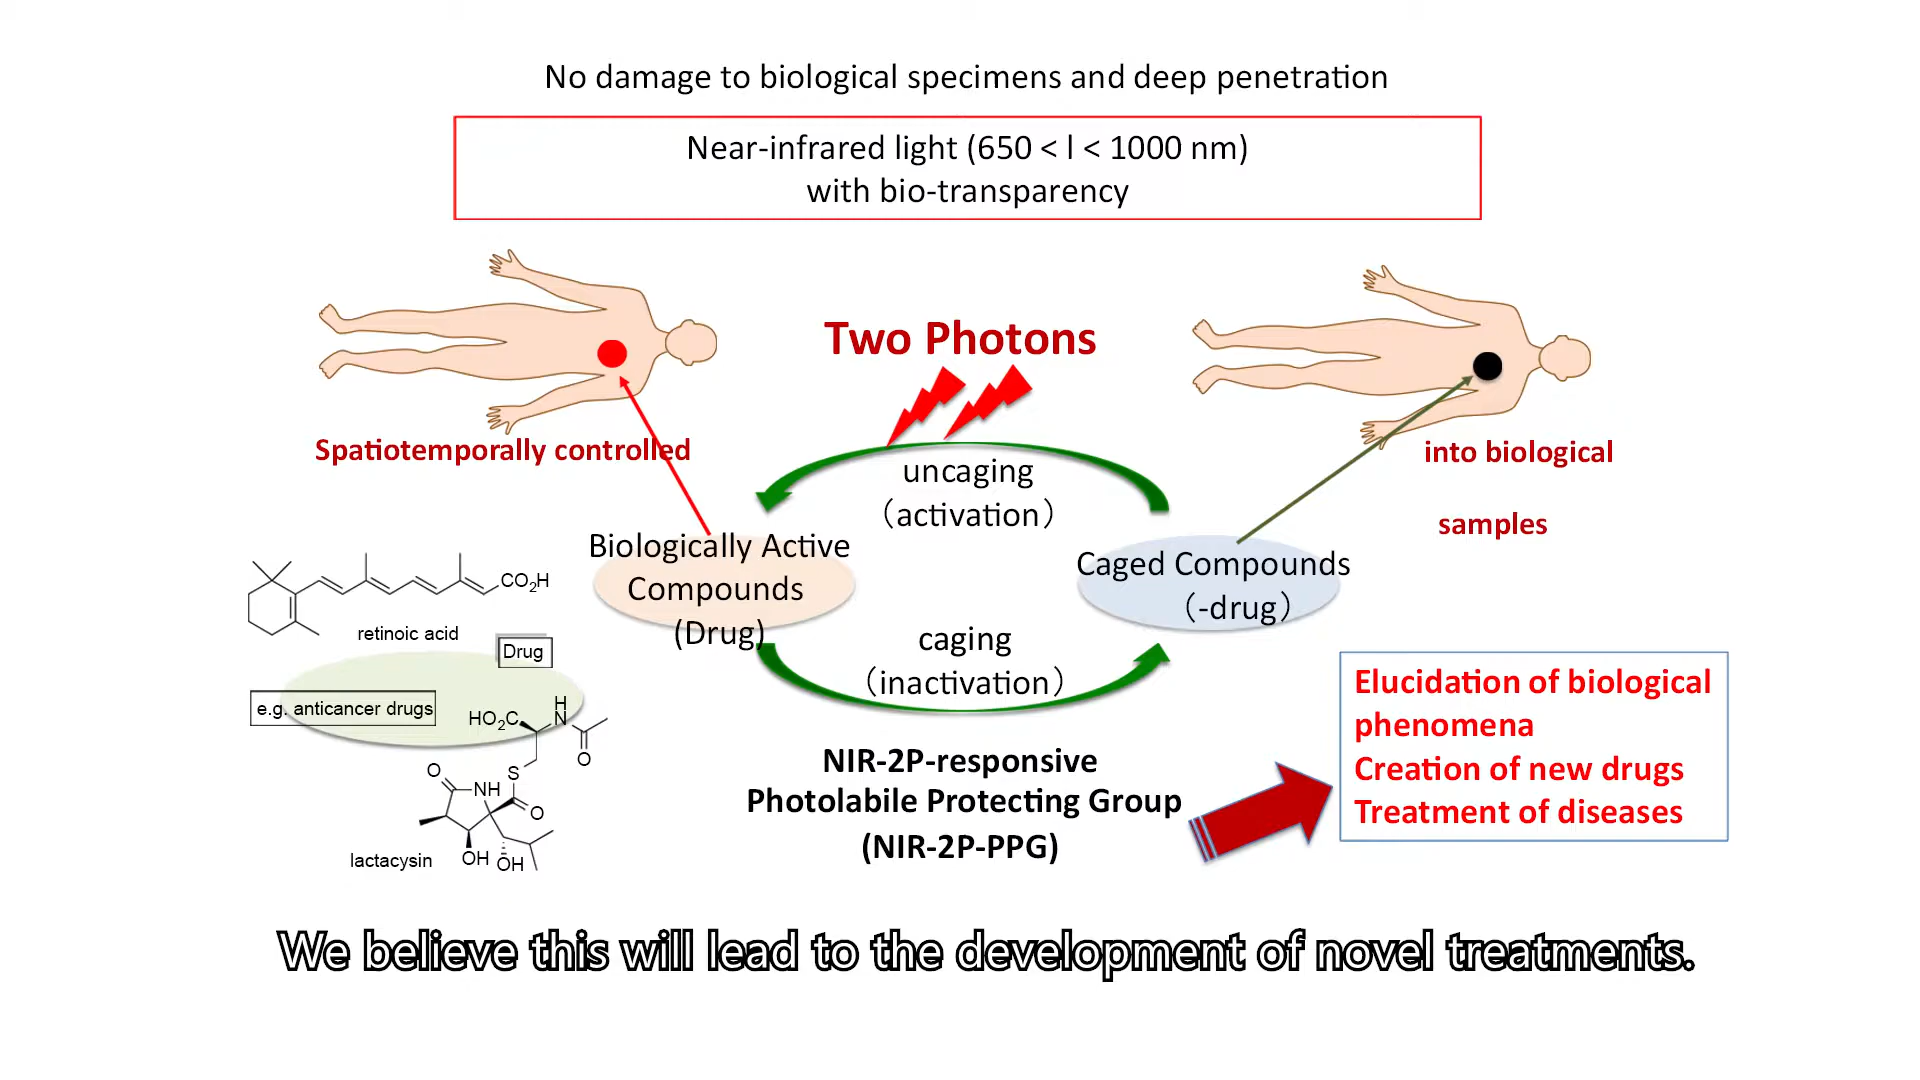 No damage to biological specimens and deep penetration
Near-infrared light (650 < l < 1000 nm)
with bio-transparency
Two Photons
Spatiotemporally controlled
into biological
samples
uncaging
（activation）
Biologically Active
Compounds
(Drug)
Caged Compounds
（-drug）
caging
（inactivation）
CO₂H
retinoic acid
Drug
e.g. anticancer drugs
HO₂C
H
N
O
S
O
NH
O
OH
OH
lactacysin
NIR-2P-responsive
Photolabile Protecting Group
(NIR-2P-PPG)
Elucidation of biological
phenomena
Creation of new drugs
Treatment of diseases
We believe this will lead to the development of novel treatments.